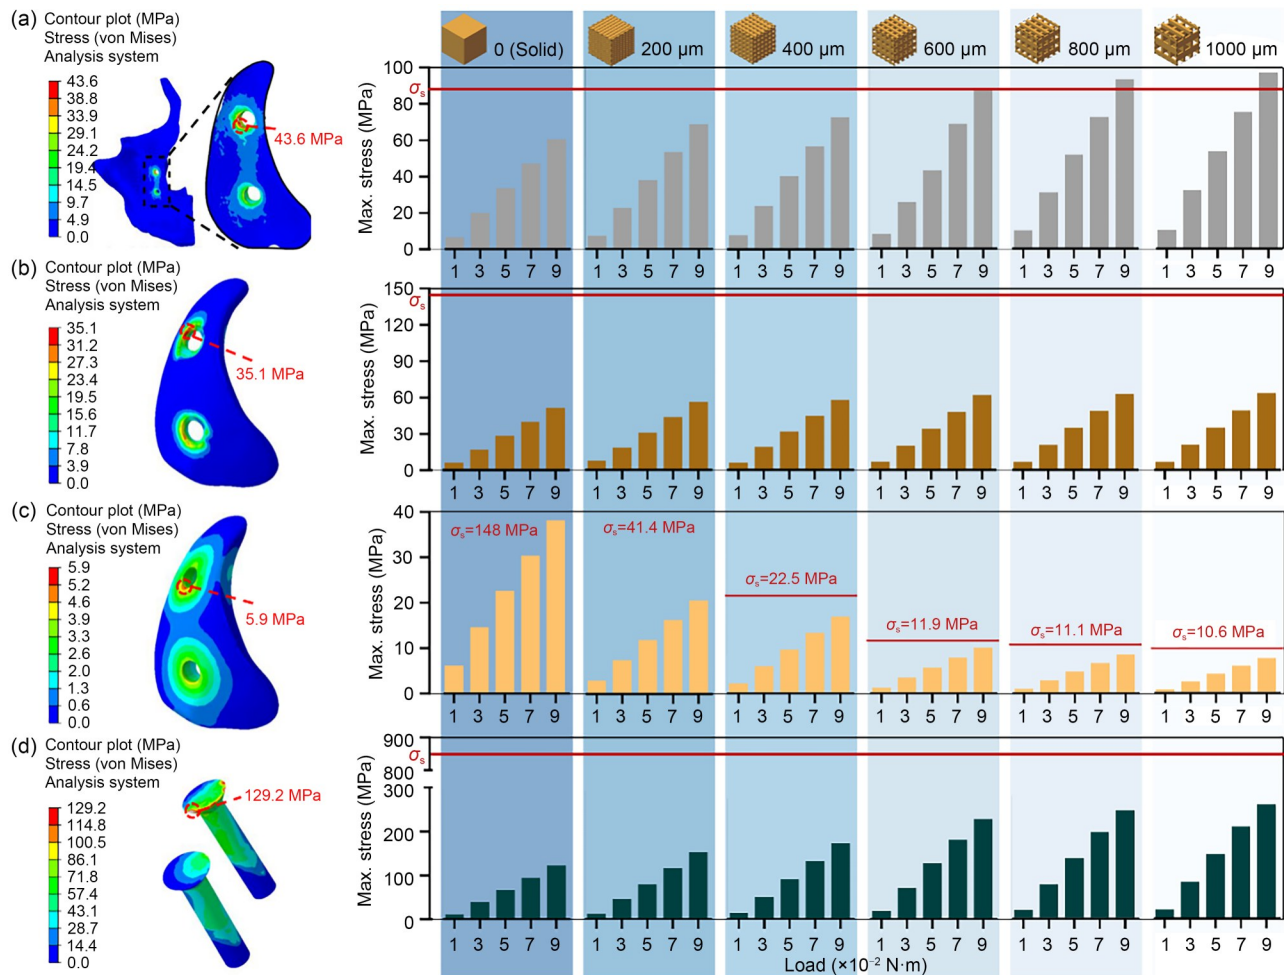 (a) Contour plot (MPa)
Stress (von Mises)
Analysis system
43.6
38.8
33.9
29.1
24.2
19.4
14.5
9.7
4.9
0.0
43.6 MPa
0 (Solid) 200 μm 400 μm 600 μm 800 μm 1000 μm
Max. stress (MPa)
100
80
60
40
20
0
σs
1 3 5 7 9 1 3 5 7 9 1 3 5 7 9 1 3 5 7 9 1 3 5 7 9 1 3 5 7 9
(b) Contour plot (MPa)
Stress (von Mises)
Analysis system
35.1
31.2
27.3
23.4
19.5
15.6
11.7
7.8
3.9
0.0
35.1 MPa
Max. stress (MPa)
150
120
90
60
30
0
σs
1 3 5 7 9 1 3 5 7 9 1 3 5 7 9 1 3 5 7 9 1 3 5 7 9 1 3 5 7 9
(c) Contour plot (MPa)
Stress (von Mises)
Analysis system
5.9
5.2
4.6
3.9
3.3
2.6
2.0
1.3
0.6
0.0
5.9 MPa
Max. stress (MPa)
40
30
20
10
0
σs=148 MPa
σs=41.4 MPa
σs=22.5 MPa
σs=11.9 MPa
σs=11.1 MPa
σs=10.6 MPa
1 3 5 7 9 1 3 5 7 9 1 3 5 7 9 1 3 5 7 9 1 3 5 7 9 1 3 5 7 9
(d) Contour plot (MPa)
Stress (von Mises)
Analysis system
129.2
114.8
100.5
86.1
71.8
57.4
43.1
28.7
14.4
0.0
129.2 MPa
Max. stress (MPa)
900
800
300
200
100
0
σs
1 3 5 7 9 1 3 5 7 9 1 3 5 7 9 1 3 5 7 9 1 3 5 7 9 1 3 5 7 9
Load (×10⁻² N·m)